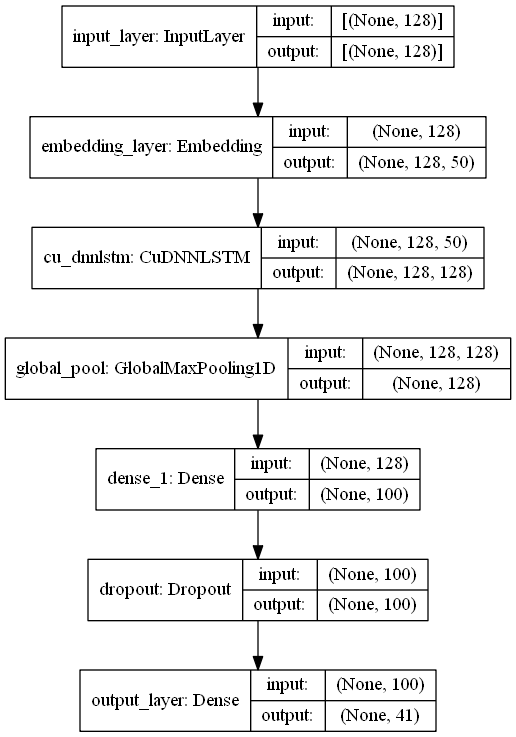 input_layer: InputLayer
input: [(None, 128)]
output: [(None, 128)]
embedding_layer: Embedding
input: (None, 128)
output: (None, 128, 50)
cu_dnnlstm: CuDNNLSTM
input: (None, 128, 50)
output: (None, 128, 128)
global_pool: GlobalMaxPooling1D
input: (None, 128, 128)
output: (None, 128)
dense_1: Dense
input: (None, 128)
output: (None, 100)
dropout: Dropout
input: (None, 100)
output: (None, 100)
output_layer: Dense
input: (None, 100)
output: (None, 41)